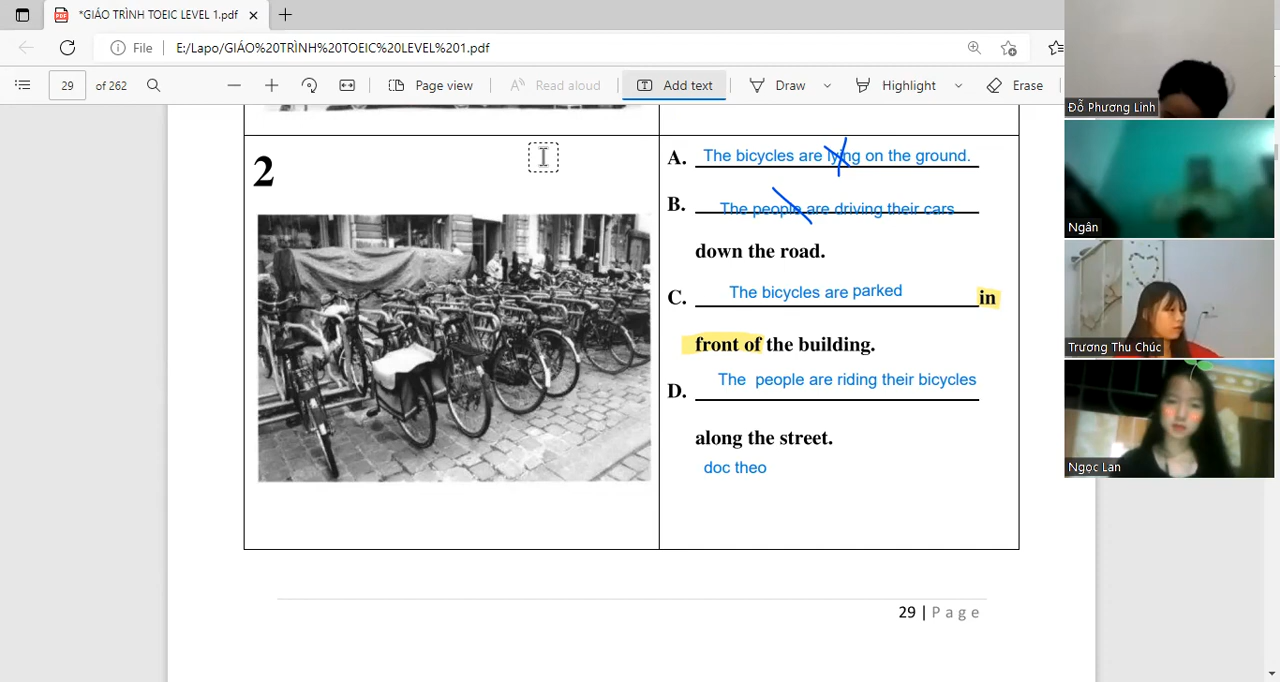 *GIÁO TRÌNH TOEIC LEVEL 1.pdf
File E:/Lapo/GIÁO%20TRÌNH%20TOEIC%20LEVEL%201.pdf
29 of 262 Page view Read aloud Add text Draw Highlight Erase
2
A. The bicycles are lying on the ground.
B. The people are driving their cars
down the road.
C. The bicycles are parked in
front of the building.
D. The people are riding their bicycles
along the street.
doc theo
29 | Page
Đỗ Phương Linh
Ngân
Trương Thu Chúc
Ngọc Lan